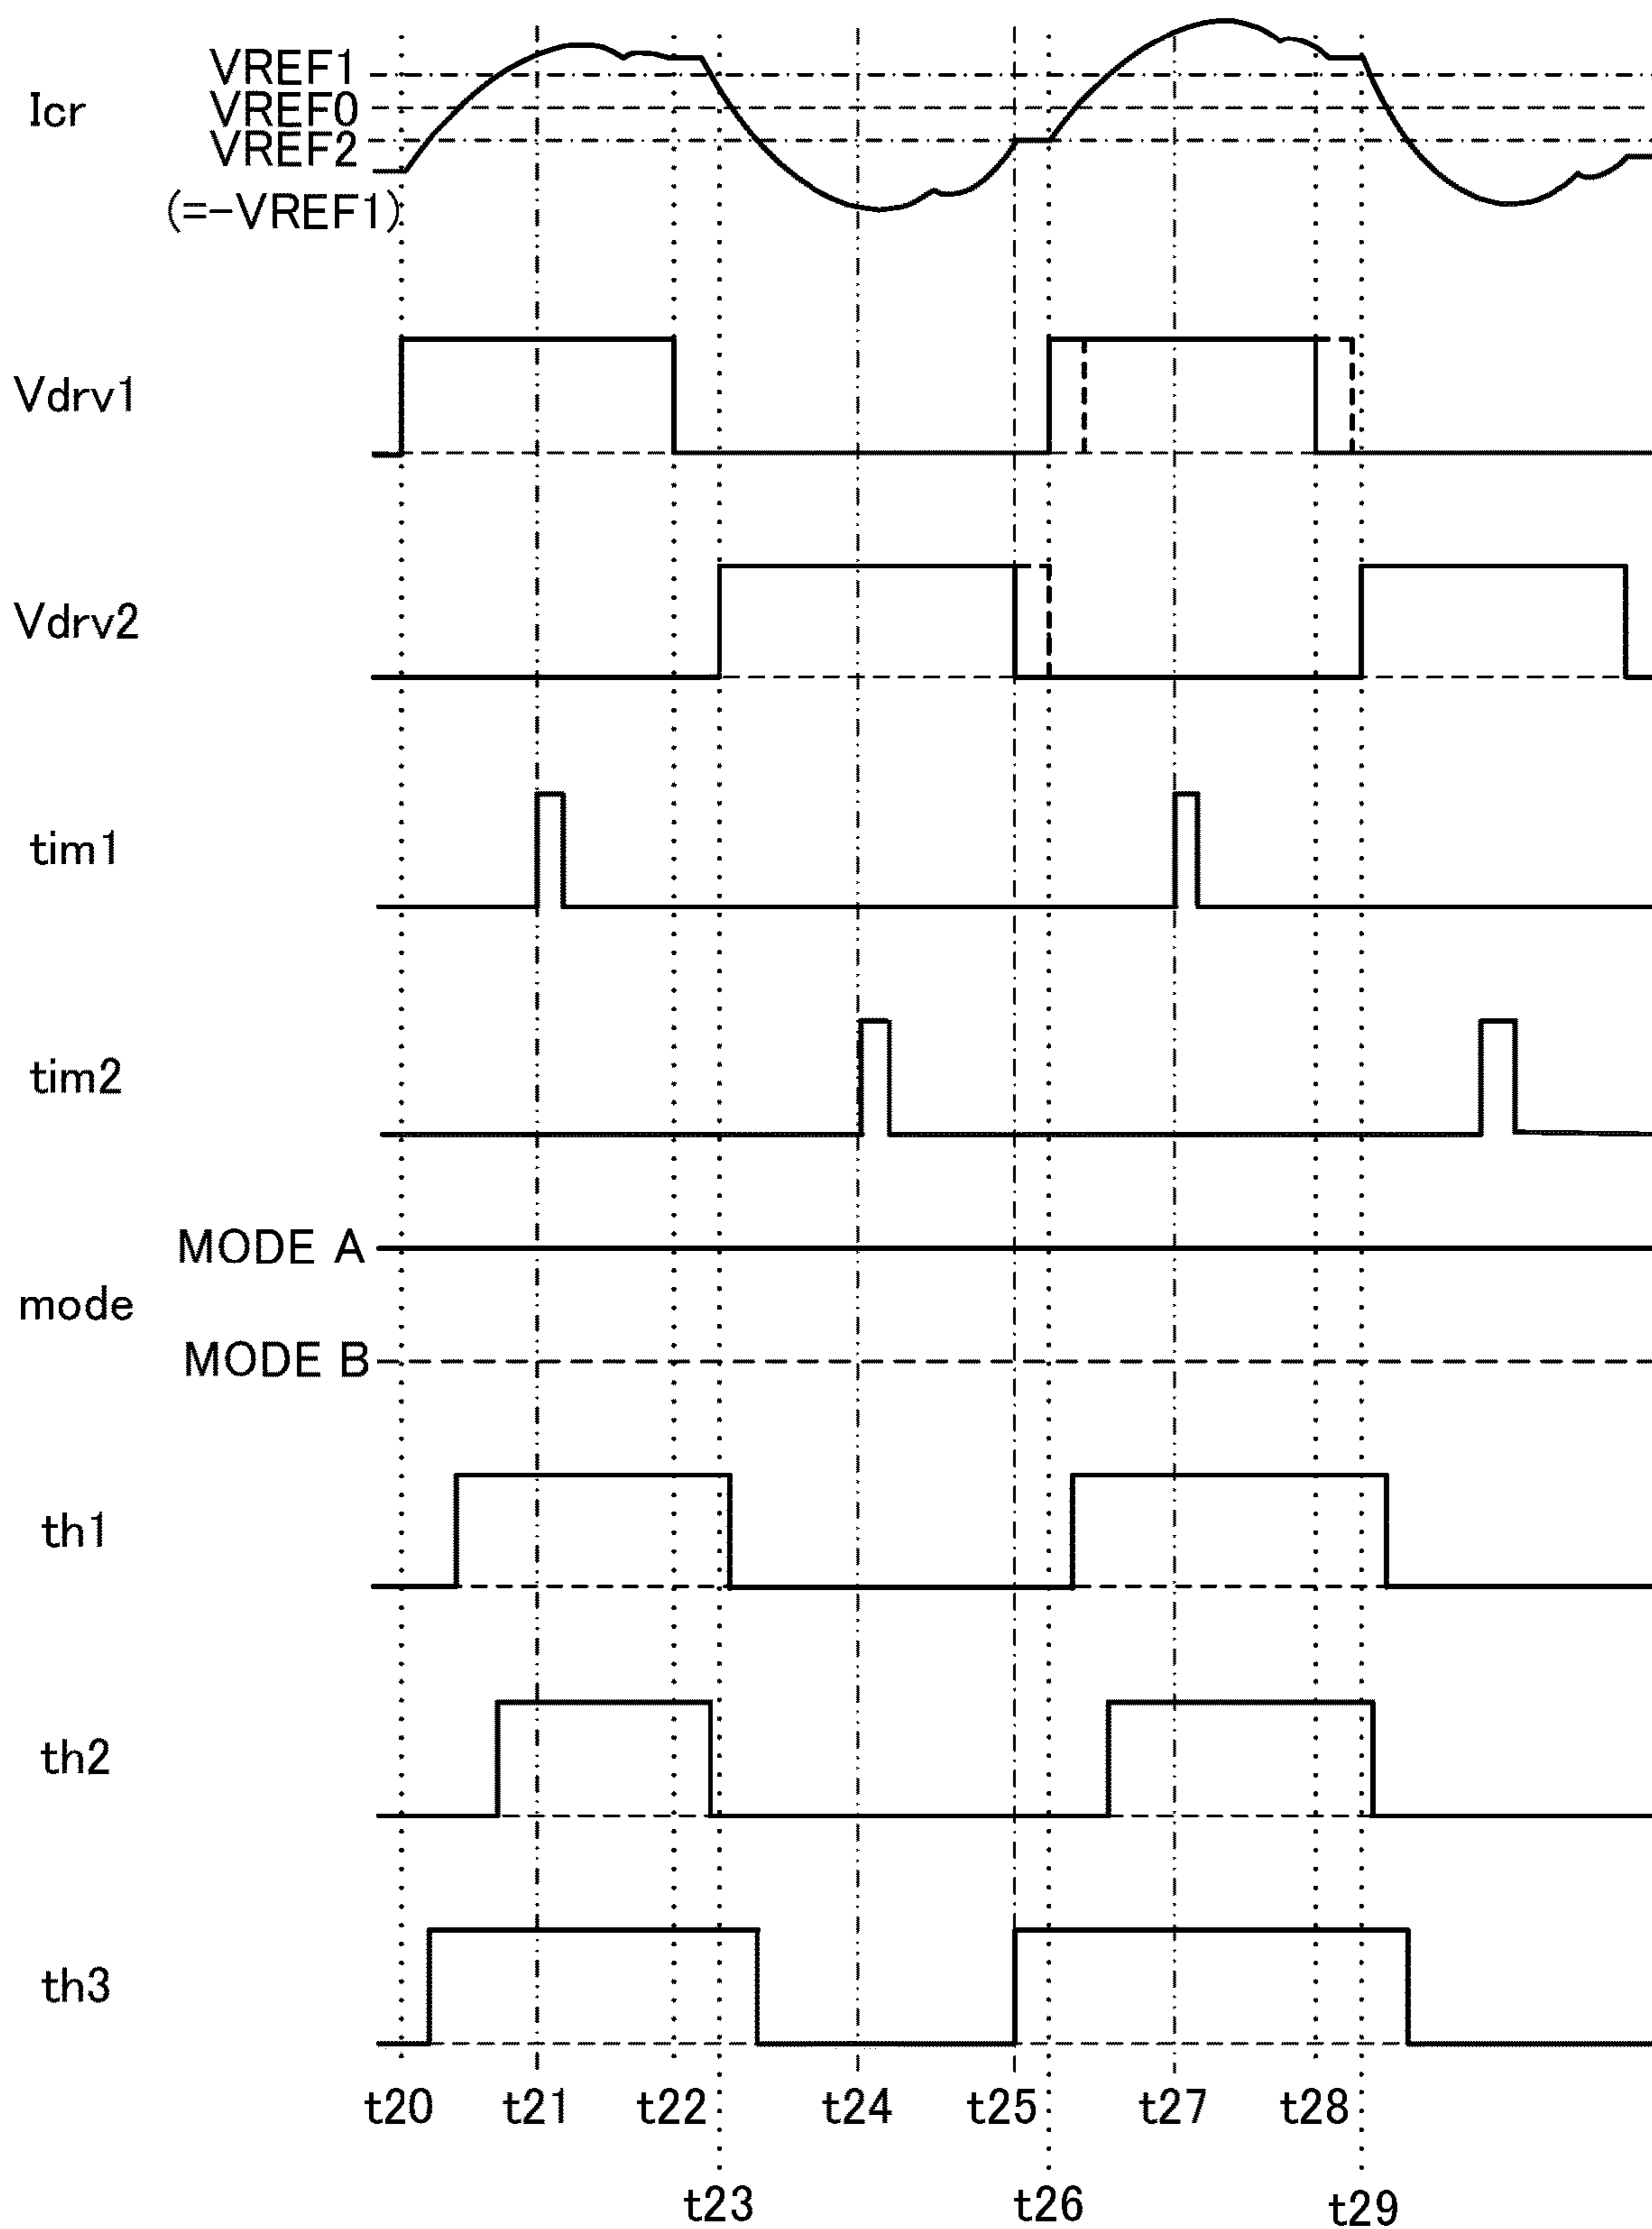 Icr
VREF1
VREF0
VREF2
(=-VREF1)
Vdrv1
Vdrv2
tim1
tim2
MODE A
mode
MODE B
th1
th2
th3
t20 t21 t22 t24 t25 t27 t28
t23 t26 t29